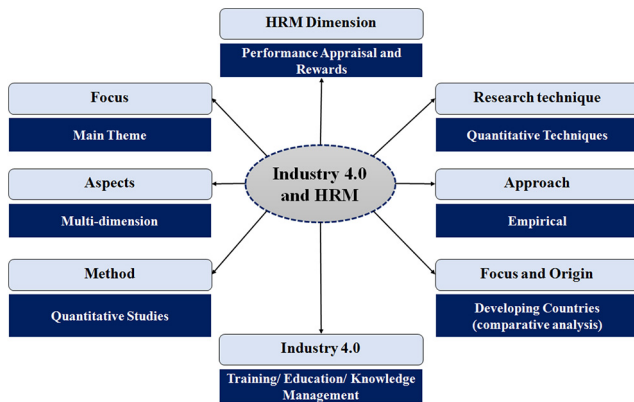 HRM Dimension
Performance Appraisal and
Rewards
Focus
Main Theme
Research technique
Quantitative Techniques
Industry 4.0
and HRM
Aspects
Multi-dimension
Approach
Empirical
Method
Quantitative Studies
Focus and Origin
Developing Countries
(comparative analysis)
Industry 4.0
Training/ Education/ Knowledge
Management